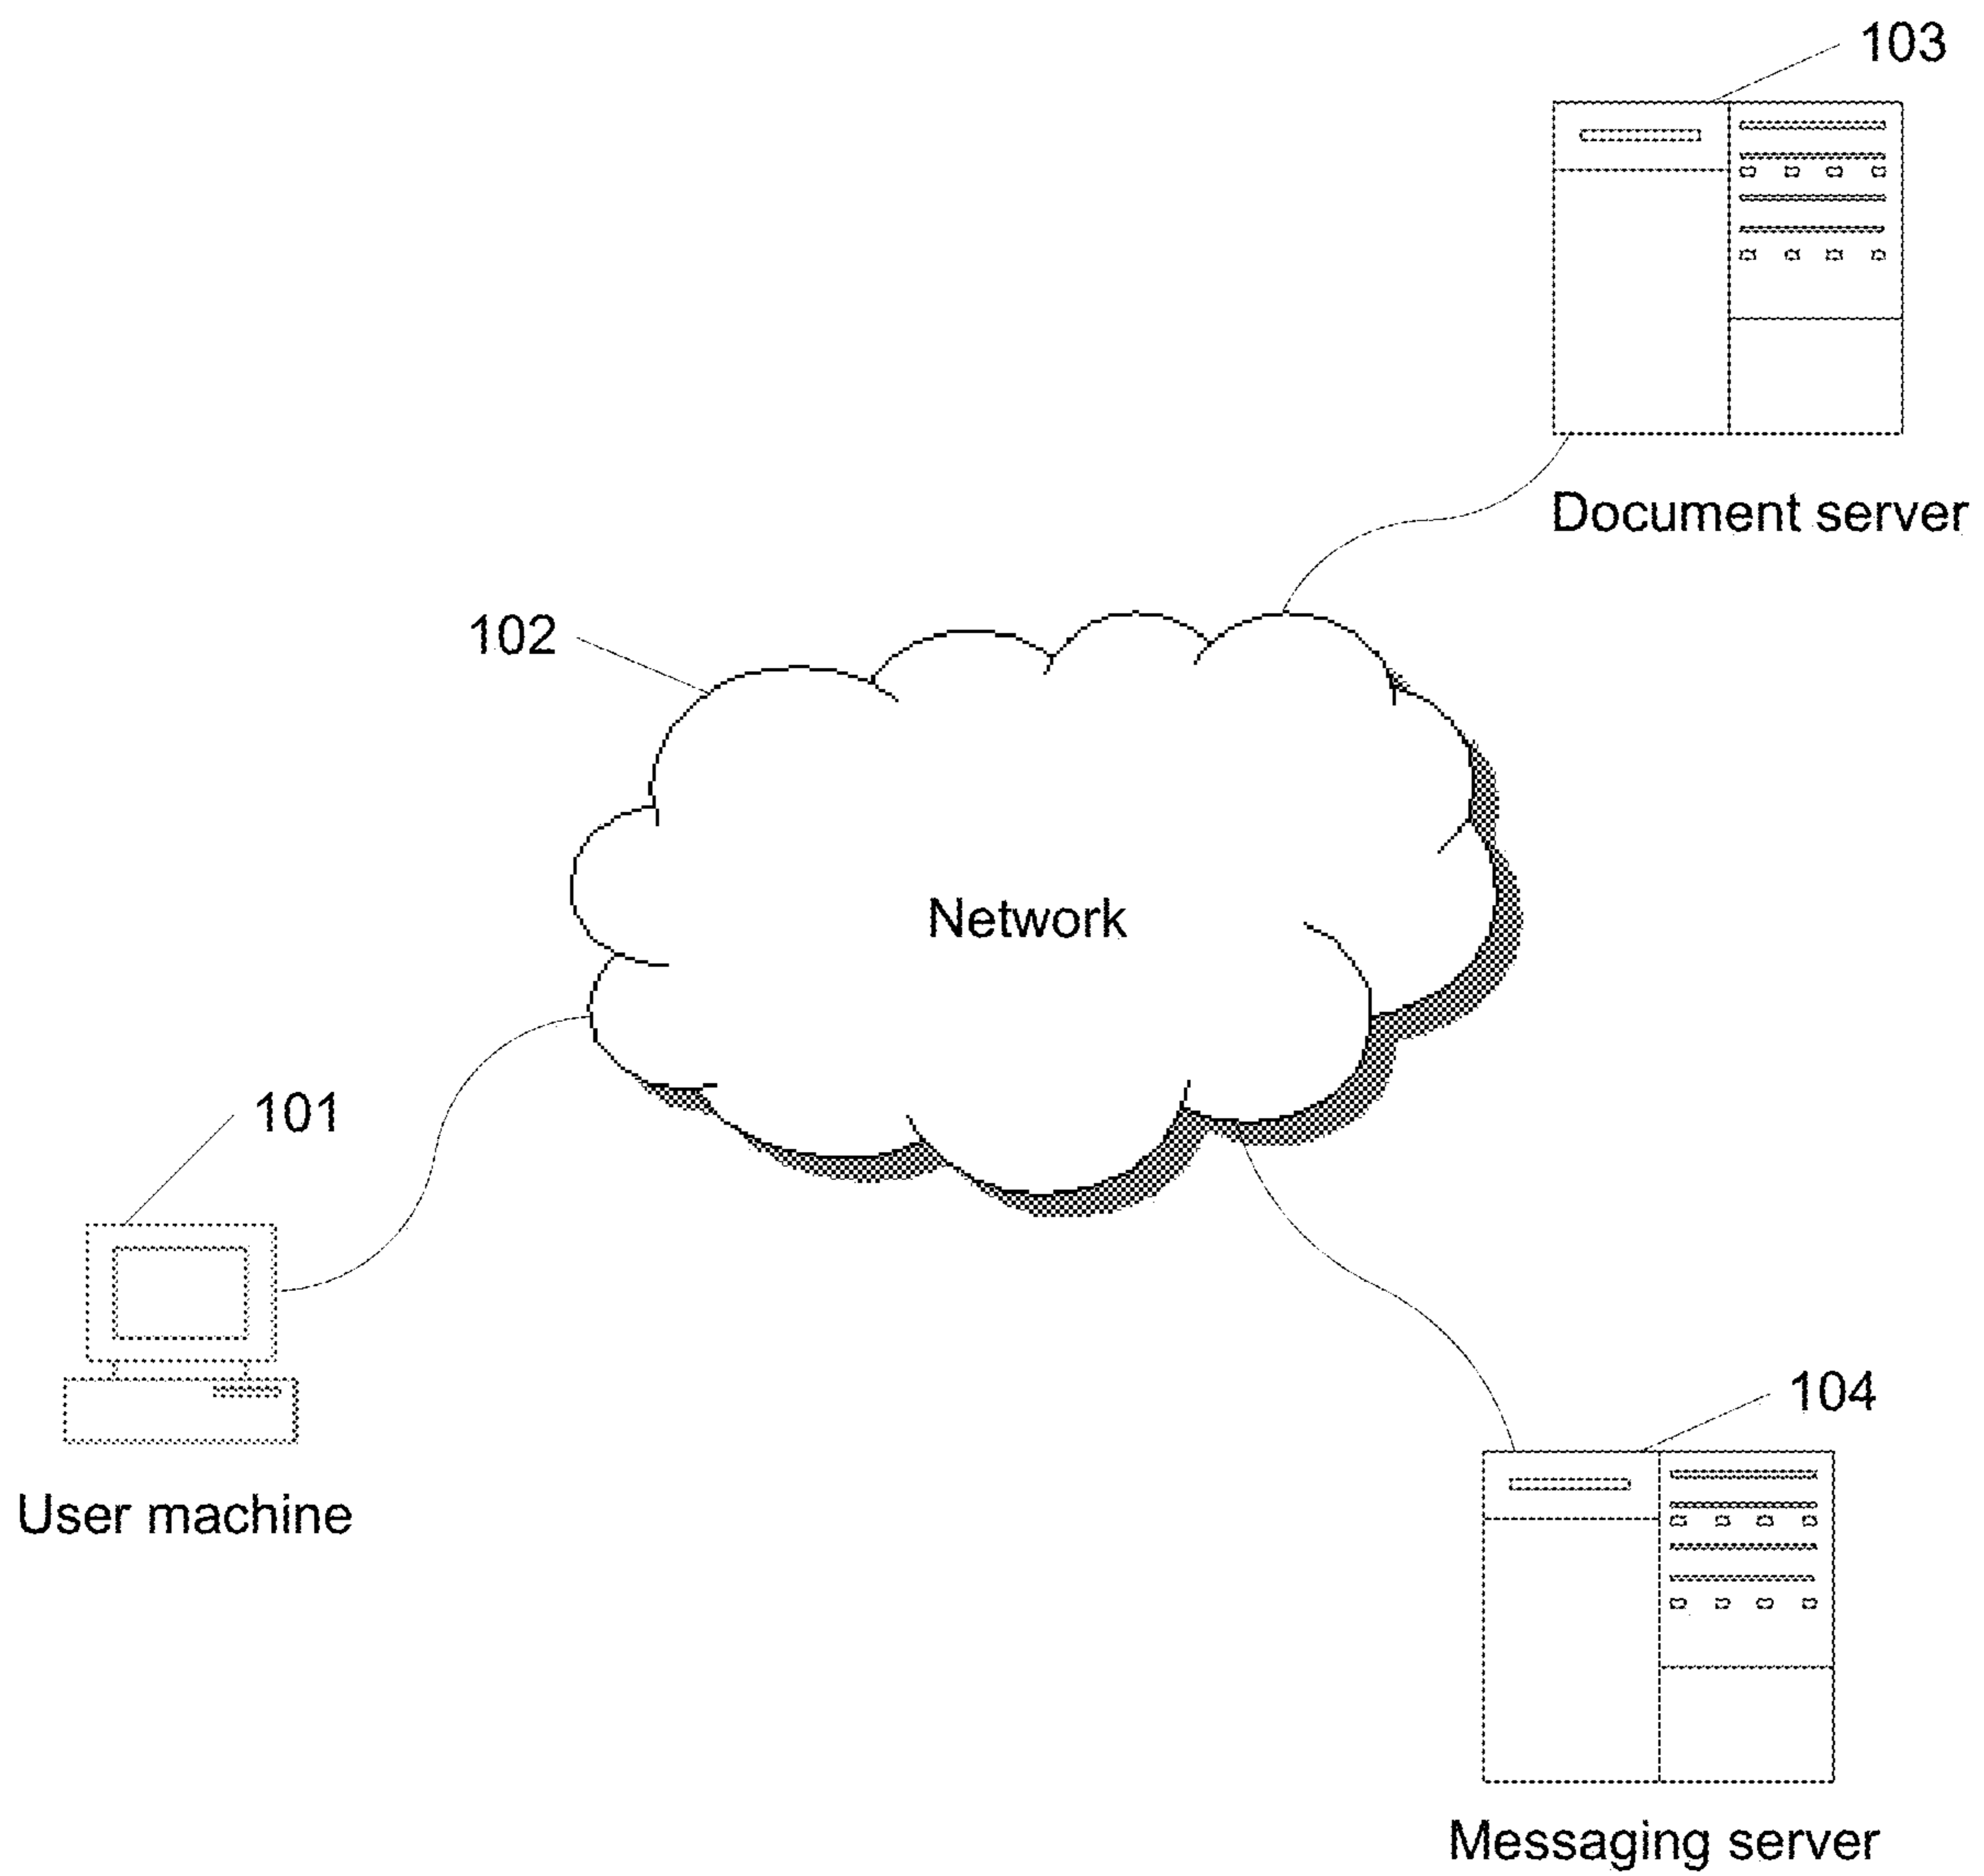 103
Document server
102
Network
101
User machine
104
Messaging server